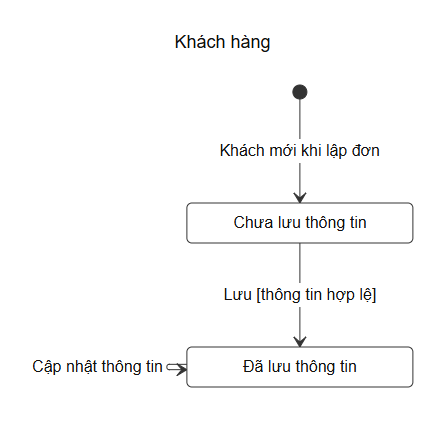 Khách hàng
Khách mới khi lập đơn
Chưa lưu thông tin
Lưu [thông tin hợp lệ]
Cập nhật thông tin
Đã lưu thông tin